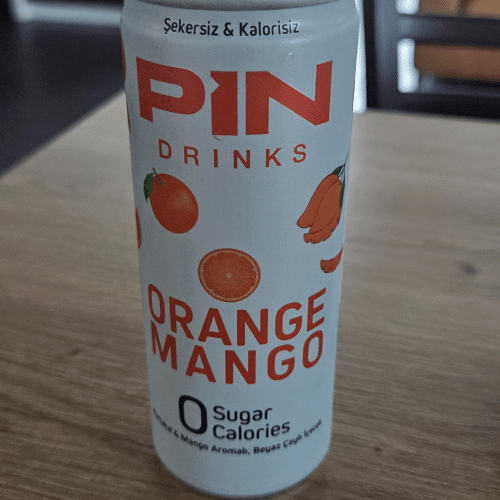 Şekersiz & Kalorisiz
PIN
DRINKS
ORANGE
MANGO
0 Sugar
Calories
& Mango Aromalı, Beyaz Çaylı İçecek